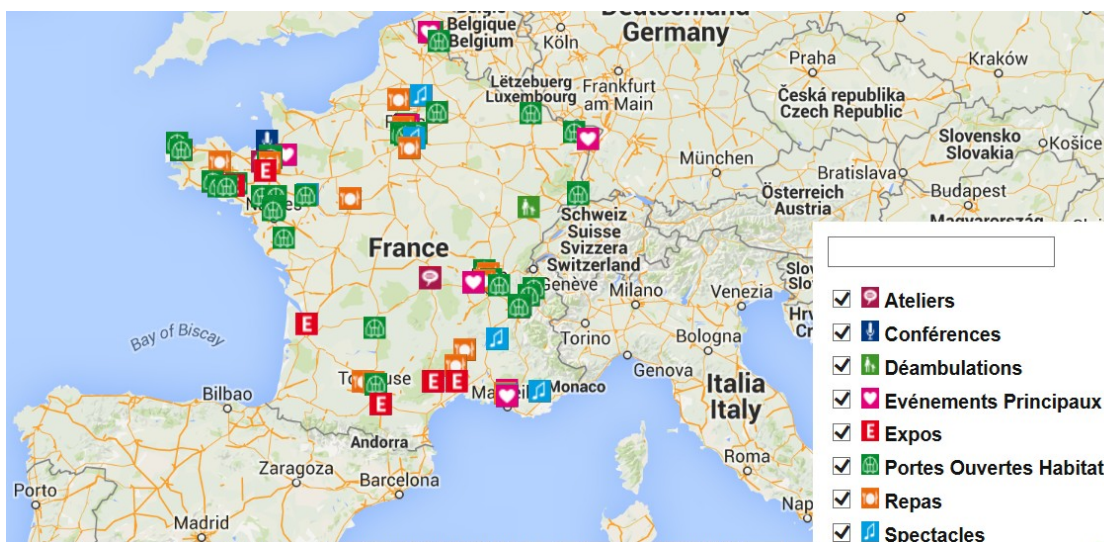 Deutschland
Germany
België
Belgique
Belgium
Köln
Praha
Kraków
Lëtzebuerg
Luxembourg
Frankfurt
am Main
Česká republika
Czech Republic
Slovensko
Slovakia
Košice
München
Bratislava
Österreich
Austria
Budapest
Magyarország
Schweiz
Suisse
Svizzera
Switzerland
France
Genève
Milano
Venezia
Torino
Bologna
Bay of Biscay
Genova
Monaco
Italia
Italy
Bilbao
Andorra
Roma
Zaragoza
Barcelona
Porto
Madrid
Ateliers
Conférences
Déambulations
Evénements Principaux
E Expos
Portes Ouvertes Habitat
Repas
Spectacles